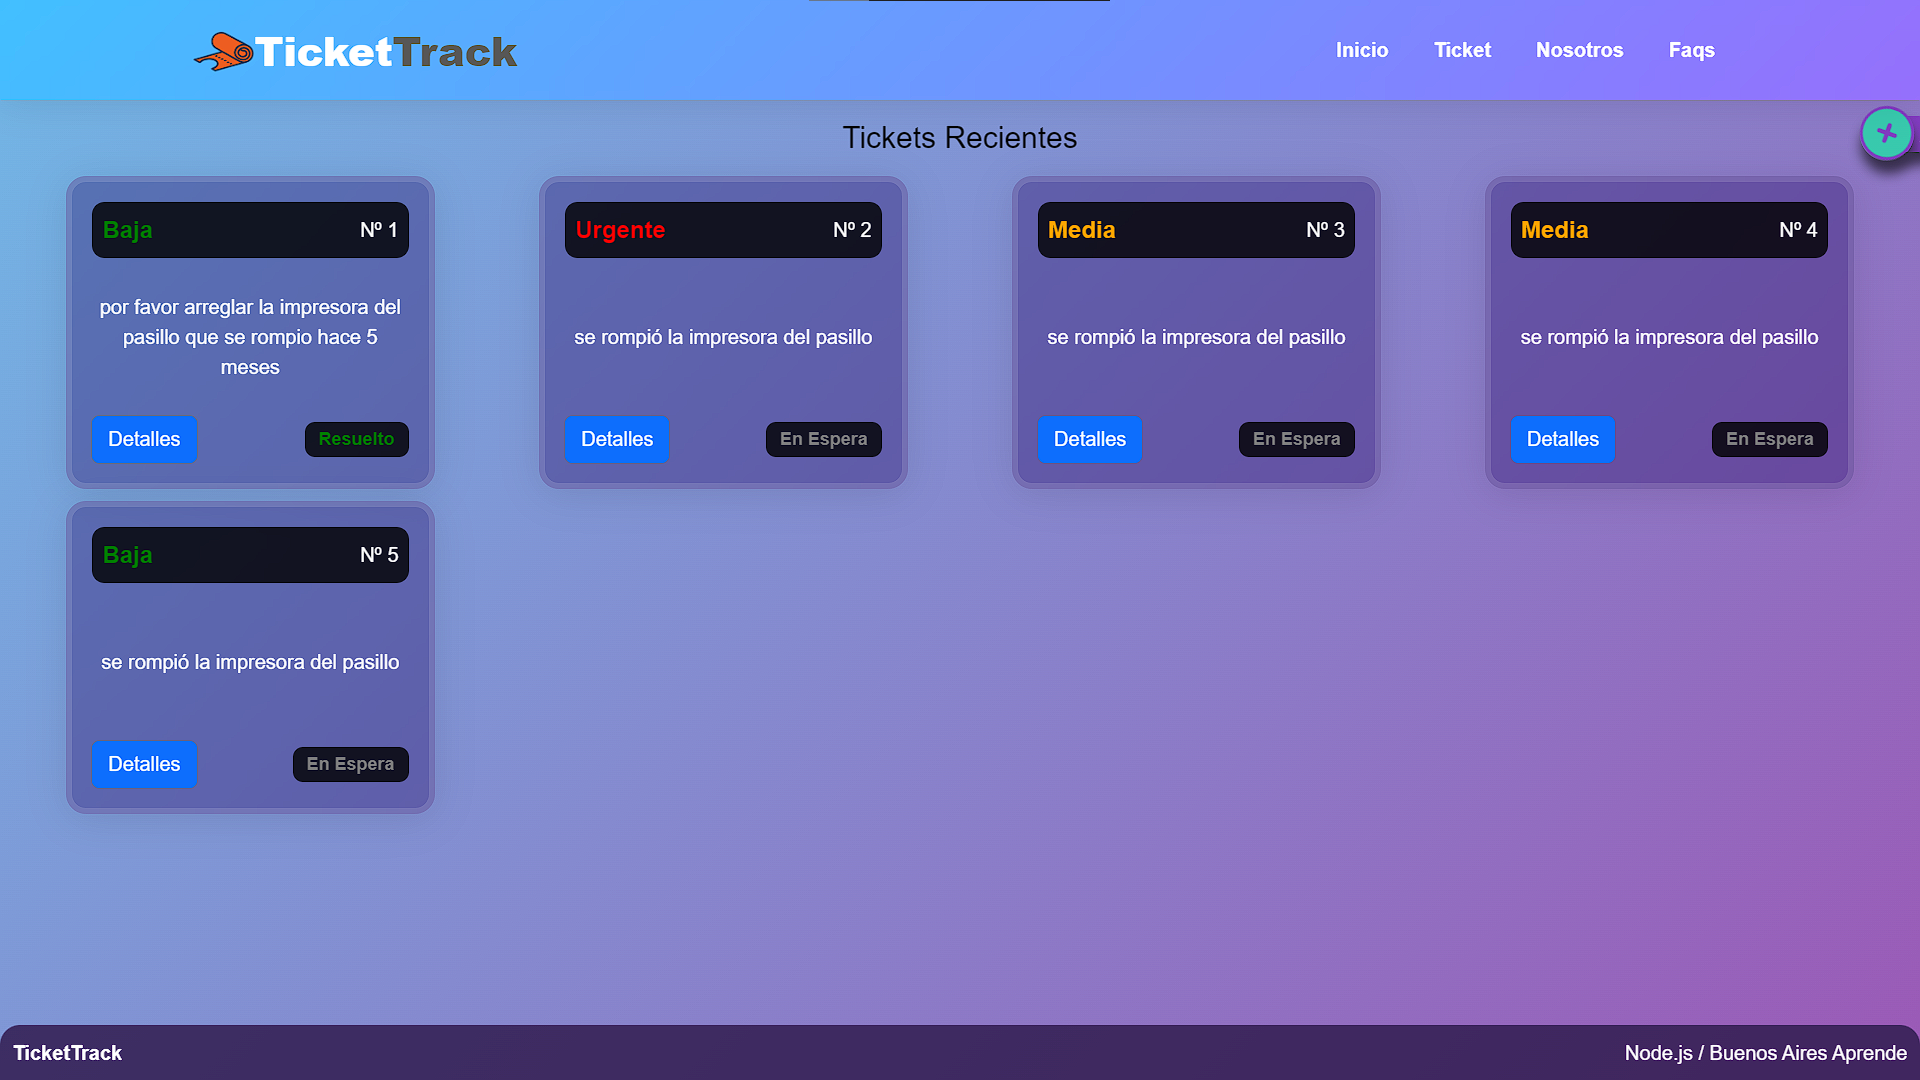 TicketTrack
Inicio
Ticket
Nosotros
Faqs
Tickets Recientes
Baja
Nº 1
por favor arreglar la impresora del
pasillo que se rompio hace 5
meses
Detalles
Resuelto
Urgente
Nº 2
se rompió la impresora del pasillo
Detalles
En Espera
Media
Nº 3
se rompió la impresora del pasillo
Detalles
En Espera
Media
Nº 4
se rompió la impresora del pasillo
Detalles
En Espera
Baja
Nº 5
se rompió la impresora del pasillo
Detalles
En Espera
TicketTrack
Node.js / Buenos Aires Aprende